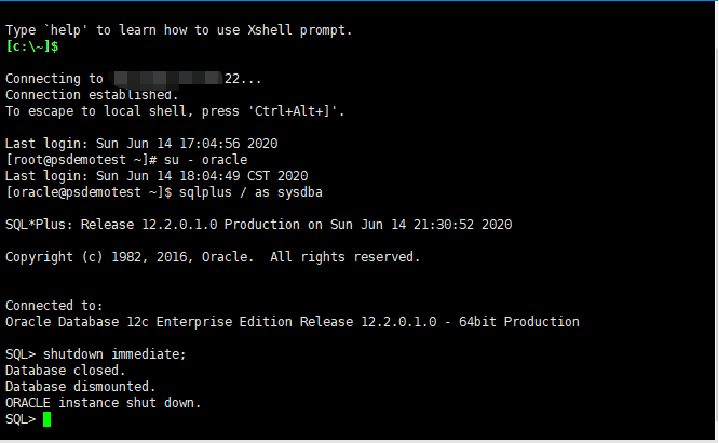 Type `help' to learn how to use Xshell prompt.
[c:\~]$
Connecting to 22...
Connection established.
To escape to local shell, press 'Ctrl+Alt+]'.
Last login: Sun Jun 14 17:04:56 2020
[root@psdemotest ~]# su - oracle
Last login: Sun Jun 14 18:04:49 CST 2020
[oracle@psdemotest ~]$ sqlplus / as sysdba
SQL*Plus: Release 12.2.0.1.0 Production on Sun Jun 14 21:30:52 2020
Copyright (c) 1982, 2016, Oracle.  All rights reserved.
Connected to:
Oracle Database 12c Enterprise Edition Release 12.2.0.1.0 - 64bit Production
SQL> shutdown immediate;
Database closed.
Database dismounted.
ORACLE instance shut down.
SQL>